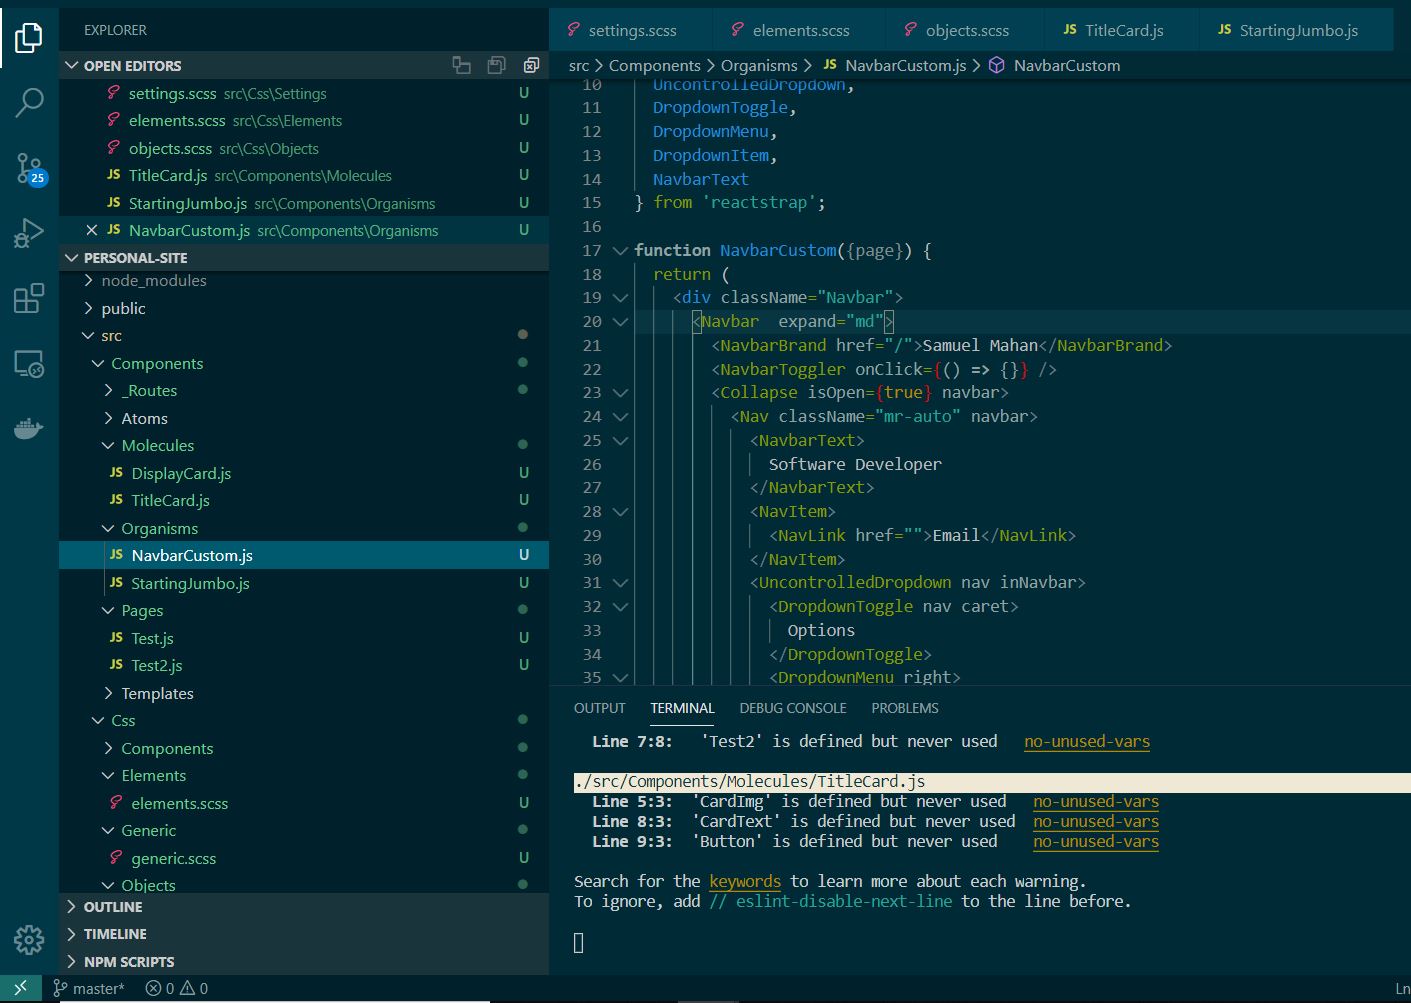 EXPLORER
OPEN EDITORS
settings.scss src\Css\Settings U
elements.scss src\Css\Elements U
objects.scss src\Css\Objects U
JS TitleCard.js src\Components\Molecules U
JS StartingJumbo.js src\Components\Organisms U
JS NavbarCustom.js src\Components\Organisms U
PERSONAL-SITE
node_modules
public
src
Components
_Routes
Atoms
Molecules
JS DisplayCard.js U
JS TitleCard.js U
Organisms
JS NavbarCustom.js U
JS StartingJumbo.js U
Pages
JS Test.js U
JS Test2.js U
Templates
Css
Components
Elements
elements.scss U
Generic
generic.scss U
Objects
OUTLINE
TIMELINE
NPM SCRIPTS
25
settings.scss elements.scss objects.scss JS TitleCard.js JS StartingJumbo.js
src > Components > Organisms > JS NavbarCustom.js > NavbarCustom
10 UncontrolledDropdown,
11 DropdownToggle,
12 DropdownMenu,
13 DropdownItem,
14 NavbarText
15 } from 'reactstrap';
16
17 function NavbarCustom({page}) {
18 return (
19 <div className="Navbar">
20 <Navbar  expand="md">
21 <NavbarBrand href="/">Samuel Mahan</NavbarBrand>
22 <NavbarToggler onClick={() => {}} />
23 <Collapse isOpen={true} navbar>
24 <Nav className="mr-auto" navbar>
25 <NavbarText>
26 Software Developer
27 </NavbarText>
28 <NavItem>
29 <NavLink href="">Email</NavLink>
30 </NavItem>
31 <UncontrolledDropdown nav inNavbar>
32 <DropdownToggle nav caret>
33 Options
34 </DropdownToggle>
35 <DropdownMenu right>
OUTPUT TERMINAL DEBUG CONSOLE PROBLEMS
Line 7:8: 'Test2' is defined but never used no-unused-vars
./src/Components/Molecules/TitleCard.js
Line 5:3: 'CardImg' is defined but never used no-unused-vars
Line 8:3: 'CardText' is defined but never used no-unused-vars
Line 9:3: 'Button' is defined but never used no-unused-vars
Search for the keywords to learn more about each warning.
To ignore, add // eslint-disable-next-line to the line before.
master* 0 0 Ln